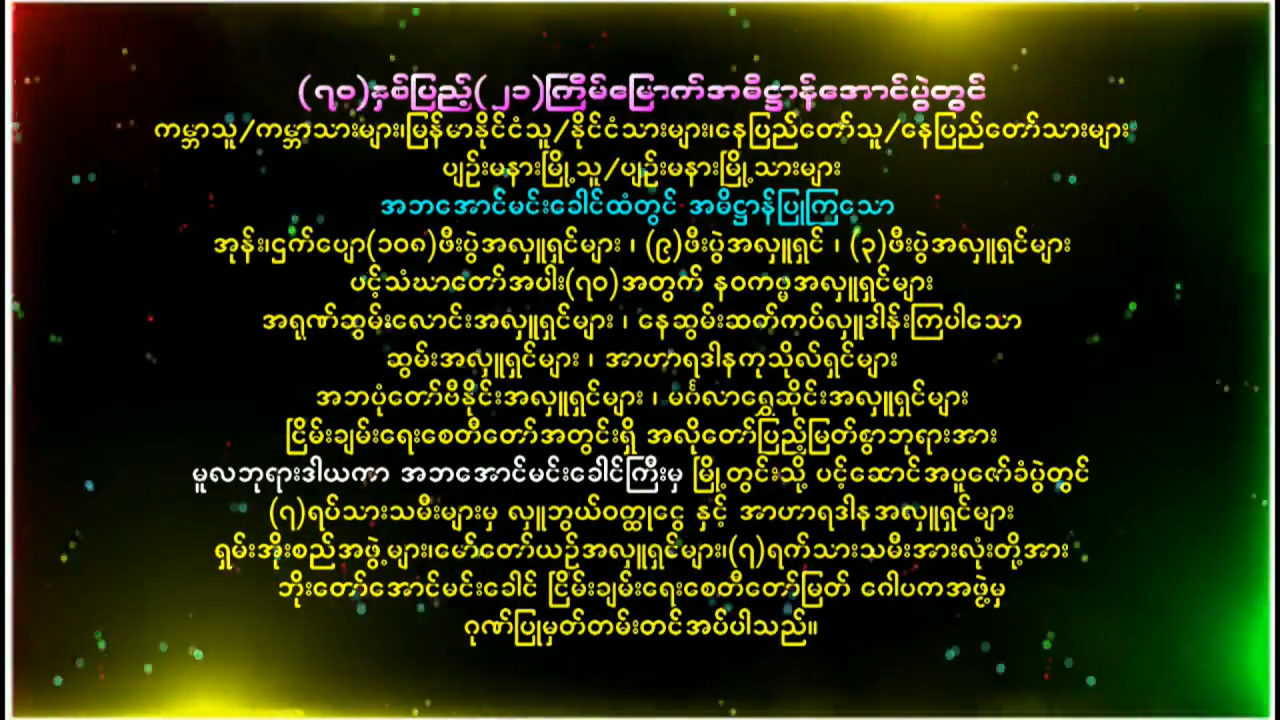 (၇၀)နှစ်ပြည့်(၂၁)ကြိမ်မြောက်အဓိဋ္ဌာန်အောင်ပွဲတွင်
ကမ္ဘာသူ/ကမ္ဘာသားများ၊မြန်မာနိုင်ငံသူ/နိုင်ငံသားများ၊နေပြည်တော်သူ/နေပြည်တော်သားများ
ပျဉ်းမနားမြို့သူ/ပျဉ်းမနားမြို့သားများ
အဘအောင်မင်းခေါင်ထံတွင် အဓိဋ္ဌာန်ပြုကြသော
အုန်း၊ငှက်ပျော(၁၀၈)ဖီးပွဲအလှူရှင်များ ၊ (၉)ဖီးပွဲအလှူရှင် ၊ (၃)ဖီးပွဲအလှူရှင်များ
ပင့်သံဃာတော်အပါး(၇၀)အတွက် နဝကမ္မအလှူရှင်များ
အရုဏ်ဆွမ်းလောင်းအလှူရှင်များ ၊ နေ့ဆွမ်းဆက်ကပ်လှူဒါန်းကြပါသော
ဆွမ်းအလှူရှင်များ ၊ အာဟာရဒါနကုသိုလ်ရှင်များ
အဘပုံတော်ဗီနိုင်းအလှူရှင်များ ၊ မင်္ဂလာရွှေဆိုင်းအလှူရှင်များ
ငြိမ်းချမ်းရေးစေတီတော်အတွင်းရှိ အလိုတော်ပြည့်မြတ်စွာဘုရားအား
မူလဘုရားဒါယကာ အဘအောင်မင်းခေါင်ကြီးမှ မြို့တွင်းသို့ ပင့်ဆောင်အပူဇော်ခံပွဲတွင်
(၇)ရပ်သားသမီးများမှ လှူဘွယ်ဝတ္ထုငွေ နှင့် အာဟာရဒါနအလှူရှင်များ
ရှမ်းအိုးစည်အဖွဲ့များ၊မော်တော်ယဉ်အလှူရှင်များ၊(၇)ရက်သားသမီးအားလုံးတို့အား
ဘိုးတော်အောင်မင်းခေါင် ငြိမ်းချမ်းရေးစေတီတော်မြတ် ဂေါပကအဖွဲ့မှ
ဂုဏ်ပြုမှတ်တမ်းတင်အပ်ပါသည်။